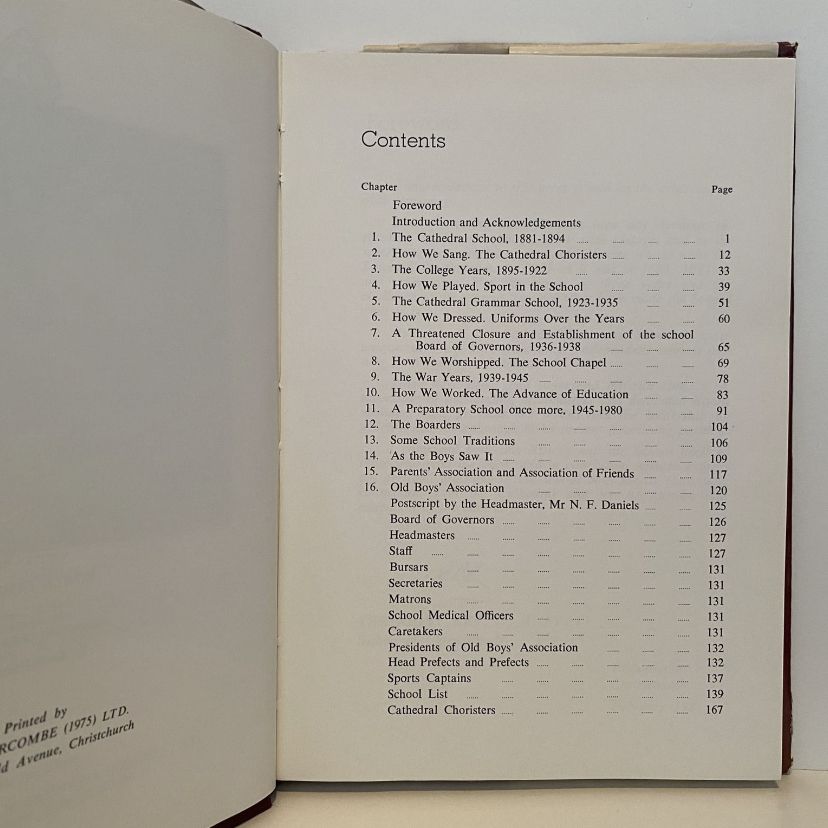 Printed by
RCOMBE (1975) LTD.
d Avenue, Christchurch
Contents
Chapter Page
Foreword
Introduction and Acknowledgements
1. The Cathedral School, 1881-1894 1
2. How We Sang. The Cathedral Choristers 12
3. The College Years, 1895-1922 33
4. How We Played. Sport in the School 39
5. The Cathedral Grammar School, 1923-1935 51
6. How We Dressed. Uniforms Over the Years 60
7. A Threatened Closure and Establishment of the school
Board of Governors, 1936-1938 65
8. How We Worshipped. The School Chapel 69
9. The War Years, 1939-1945 78
10. How We Worked. The Advance of Education 83
11. A Preparatory School once more, 1945-1980 91
12. The Boarders 104
13. Some School Traditions 106
14. As the Boys Saw It 109
15. Parents' Association and Association of Friends 117
16. Old Boys' Association 120
Postscript by the Headmaster, Mr N. F. Daniels 125
Board of Governors 126
Headmasters 127
Staff 127
Bursars 131
Secretaries 131
Matrons 131
School Medical Officers 131
Caretakers 131
Presidents of Old Boys' Association 132
Head Prefects and Prefects 132
Sports Captains 137
School List 139
Cathedral Choristers 167